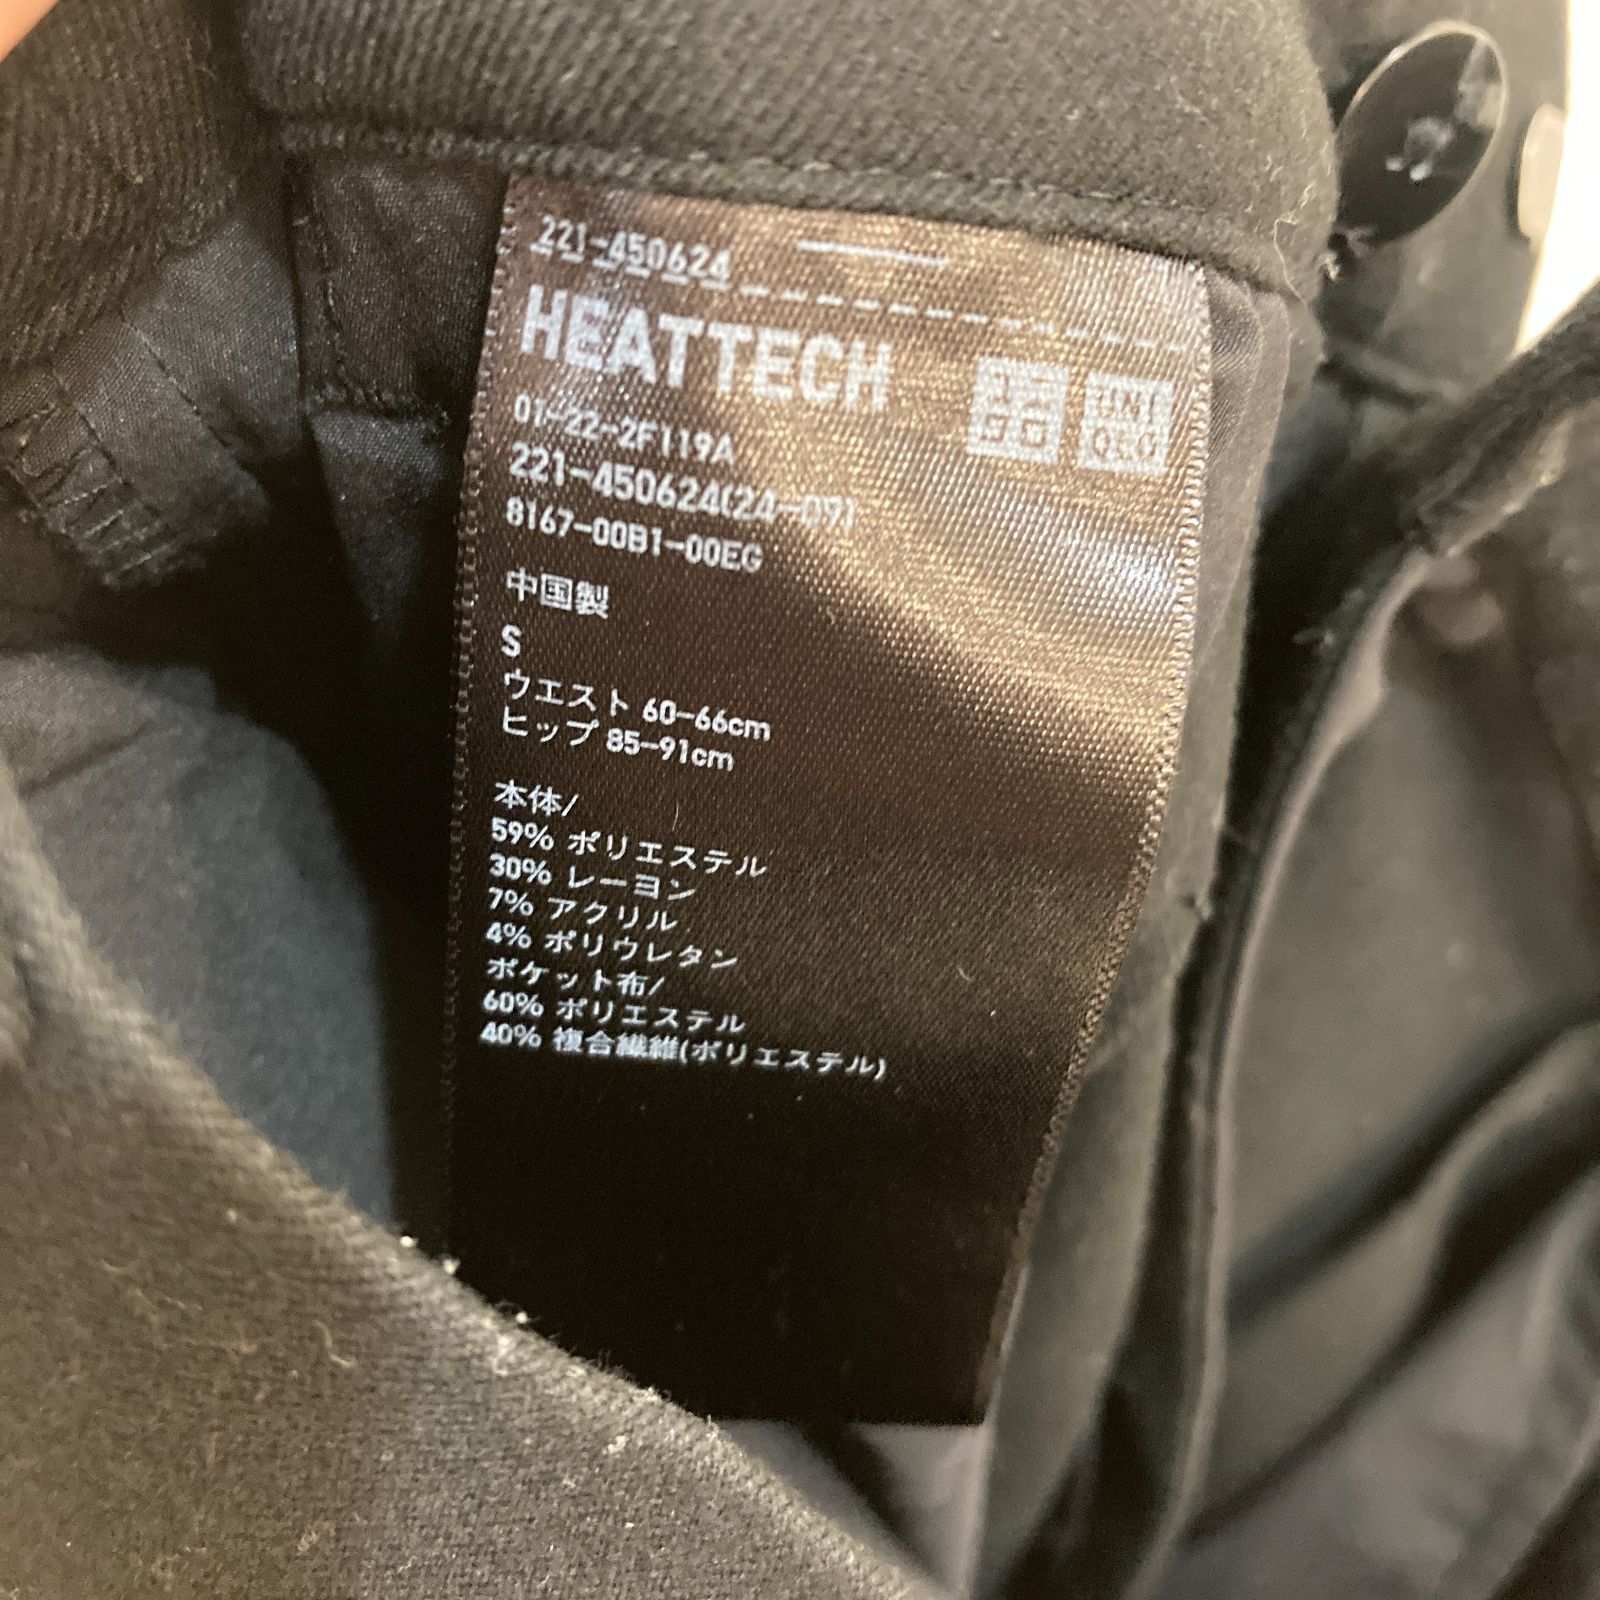 221-450624
HEATTECH
UNI
QLO
01-22-2F119A
221-450624(24-09)
8167-00B1-00EG
中国製
S
ウエスト 60-66cm
ヒップ 85-91cm
本体/
59% ポリエステル
30% レーヨン
7% アクリル
4% ポリウレタン
ポケット布/
60% ポリエステル
40% 複合繊維(ポリエステル)